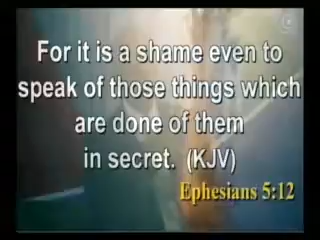 For it is a shame even to
speak of those things which
are done of them
in secret. (KJV)
Ephesians 5:12